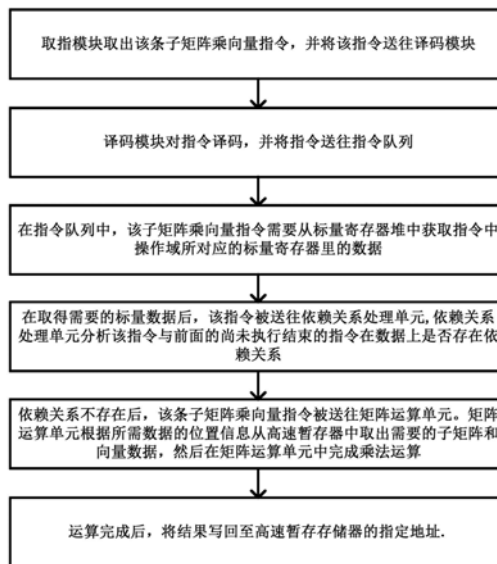 取指模块取出该条子矩阵乘向量指令，并将该指令送往译码模块
译码模块对指令译码，并将指令送往指令队列
在指令队列中，该子矩阵乘向量指令需要从标量寄存器堆中获取指令中
操作域所对应的标量寄存器里的数据
在取得需要的标量数据后，该指令被送往依赖关系处理单元,依赖关系
处理单元分析该指令与前面的尚未执行结束的指令在数据上是否存在依
赖关系
依赖关系不存在后，该条子矩阵乘向量指令被送往矩阵运算单元。矩阵
运算单元根据所需数据的位置信息从高速暂存器中取出需要的子矩阵和
向量数据，然后在矩阵运算单元中完成乘法运算
运算完成后，将结果写回至高速暂存存储器的指定地址.